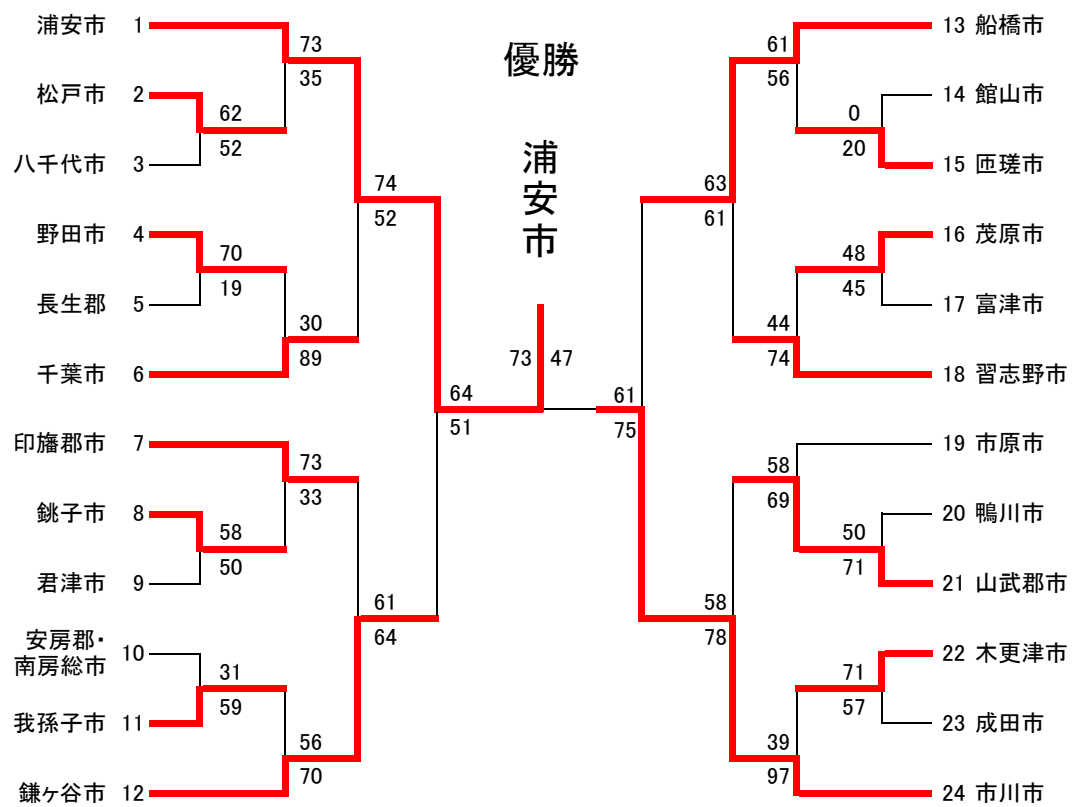 優勝
浦安市
73 47
浦安市 1
73
35
松戸市 2
62
52
八千代市 3
74
52
野田市 4
70
19
長生郡 5
30
89
千葉市 6
64
51
印旛郡市 7
73
33
銚子市 8
58
50
君津市 9
61
64
安房郡・
南房総市 10
31
59
我孫子市 11
56
70
鎌ヶ谷市 12
13 船橋市
61
56
14 館山市
0
20
15 匝瑳市
63
61
16 茂原市
48
45
17 富津市
44
74
18 習志野市
61
75
19 市原市
58
69
20 鴨川市
50
71
21 山武郡市
58
78
22 木更津市
71
57
23 成田市
39
97
24 市川市